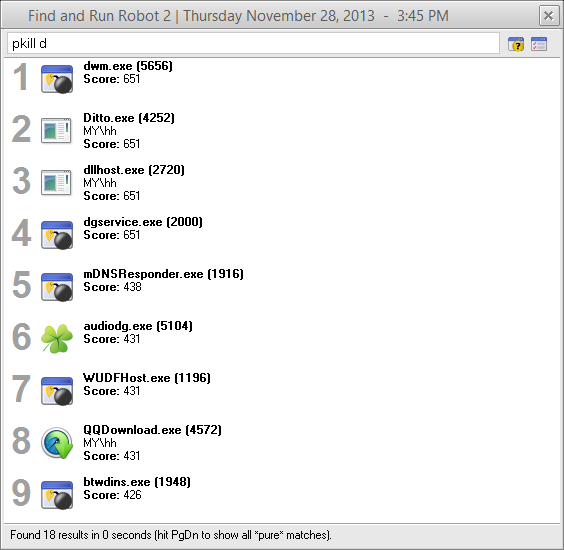 Find and Run Robot 2 | Thursday November 28, 2013 - 3:45 PM
pkill d
1
dwm.exe (5656)
Score: 651
2
Ditto.exe (4252)
MY\hh
Score: 651
3
dllhost.exe (2720)
MY\hh
Score: 651
4
dgservice.exe (2000)
Score: 651
5
mDNSResponder.exe (1916)
Score: 438
6
audiodg.exe (5104)
Score: 431
7
WUDFHost.exe (1196)
Score: 431
8
QQDownload.exe (4572)
MY\hh
Score: 431
9
btwdins.exe (1948)
Score: 426
Found 18 results in 0 seconds (hit PgDn to show all *pure* matches).